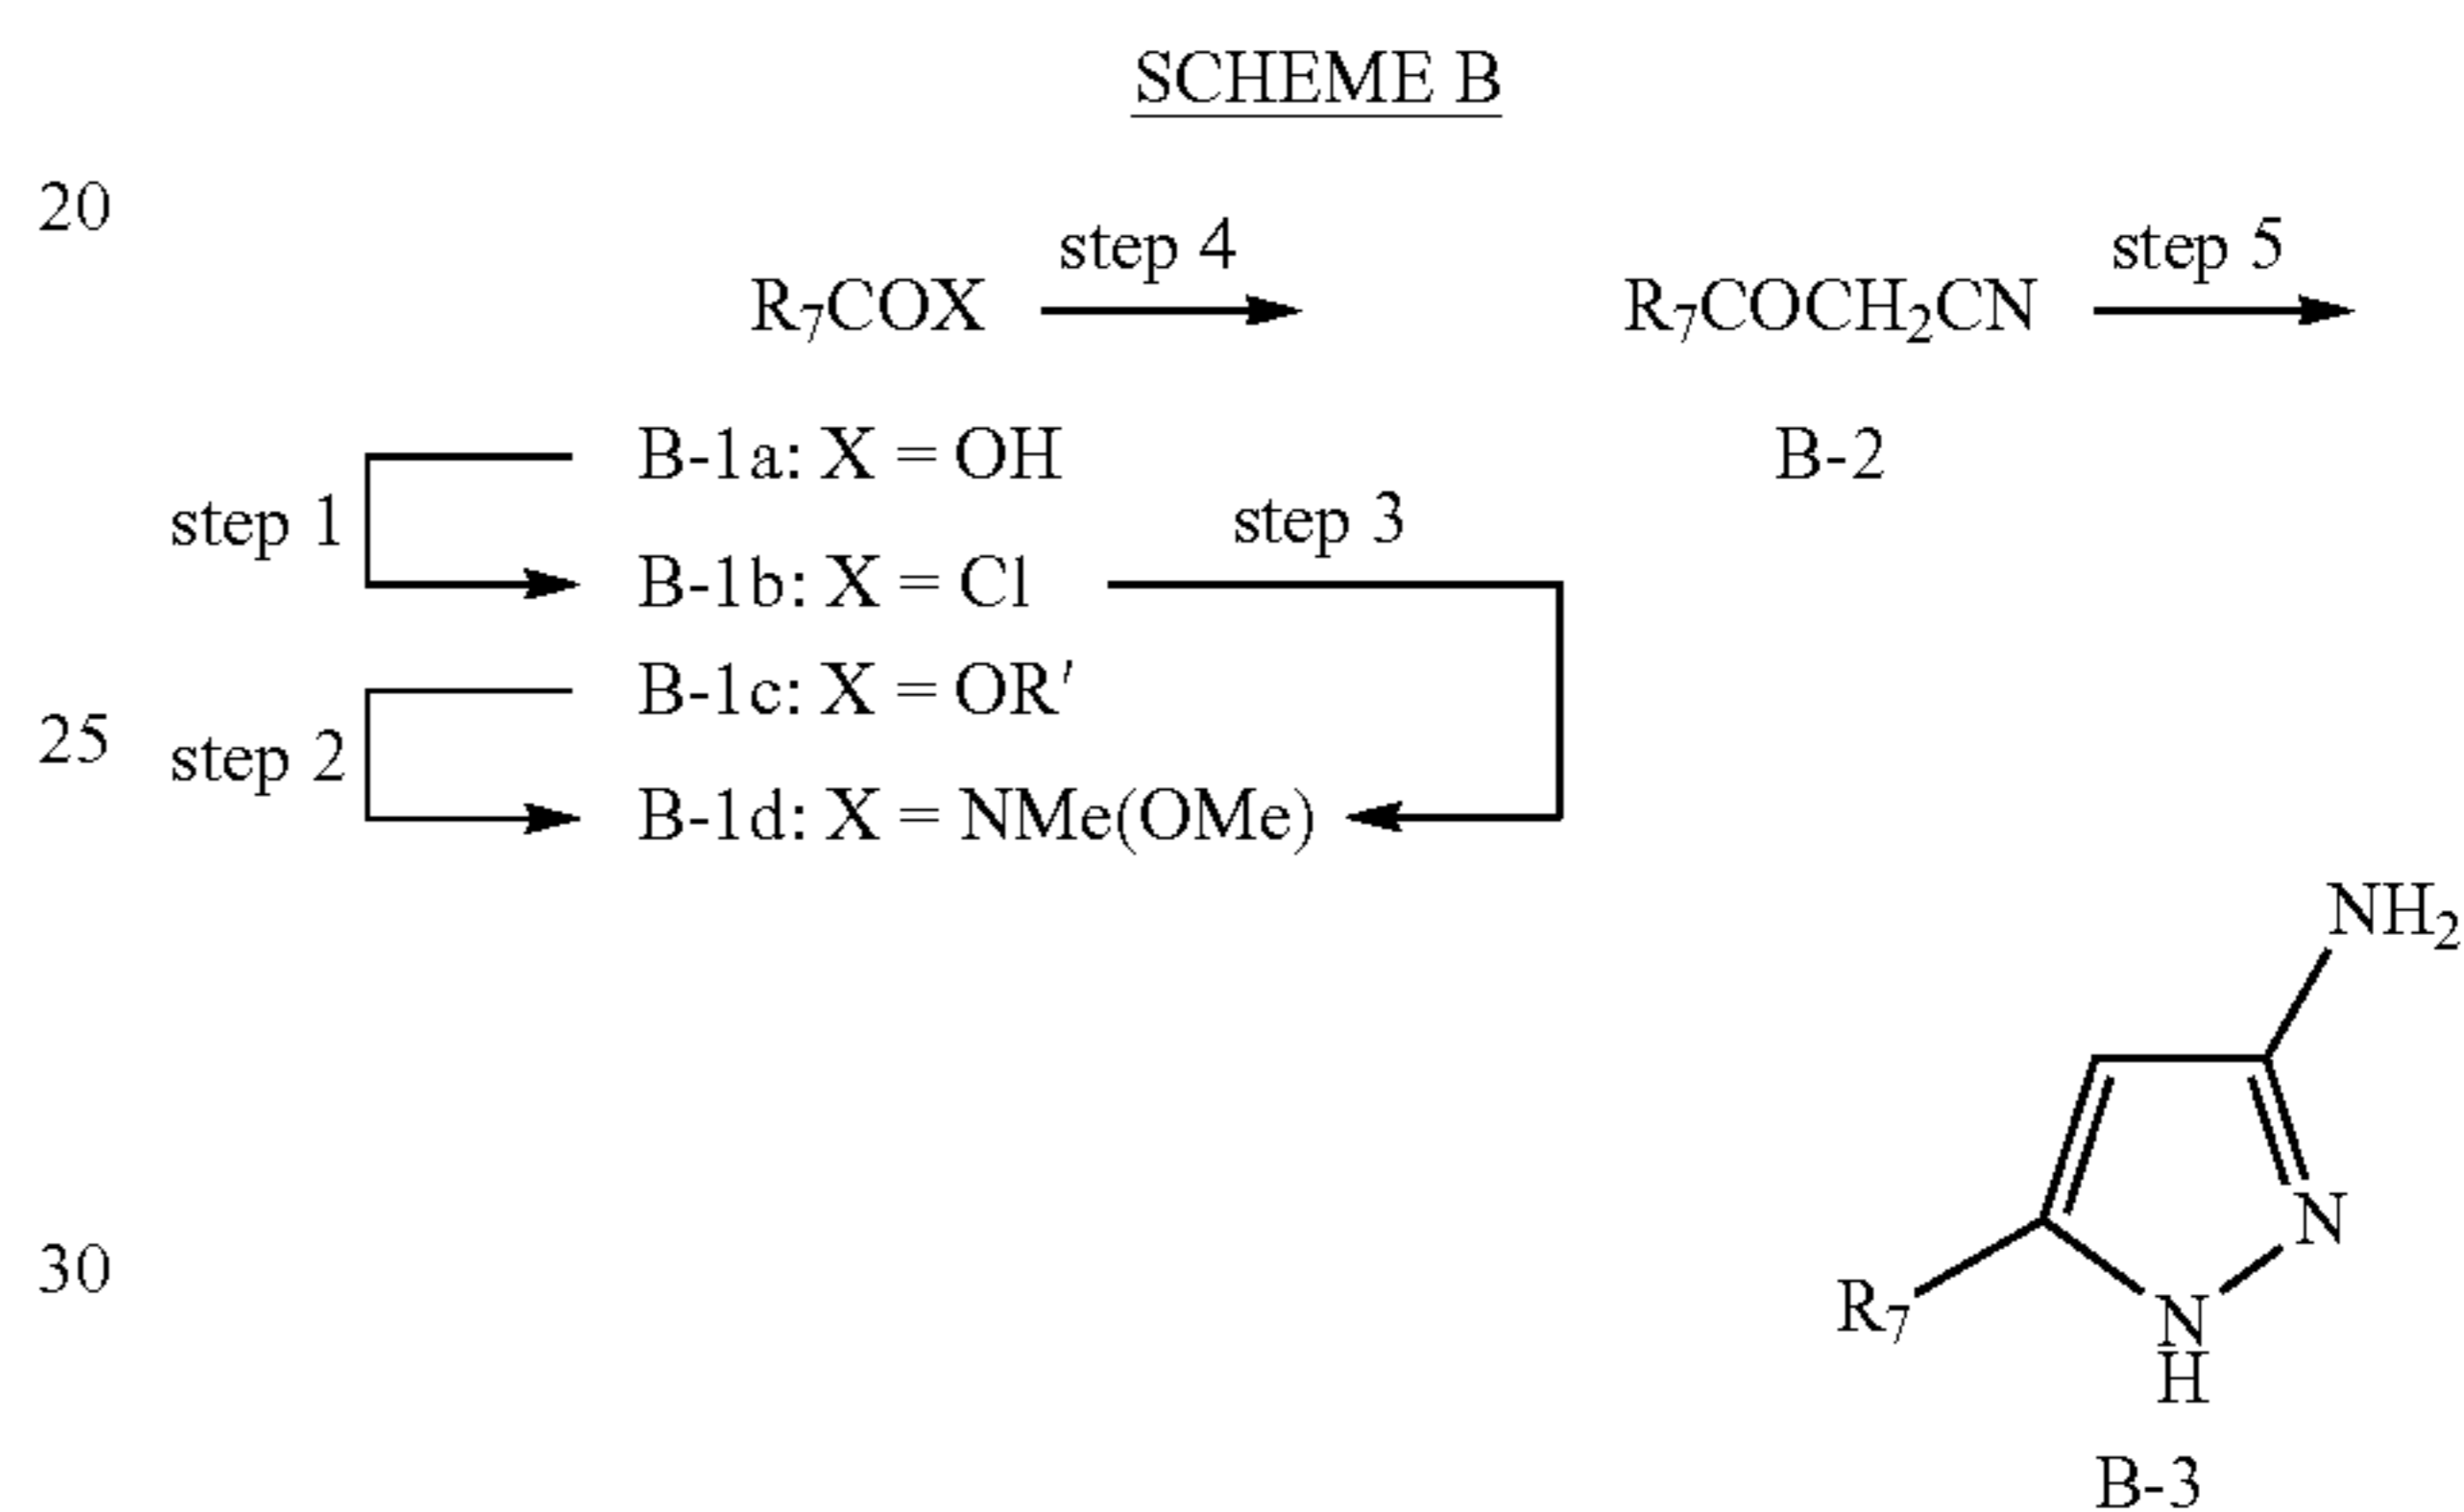 SCHEME B
20
step 4
step 5
R₇COX
R₇COCH₂CN
B-1a: X = OH
B-2
step 1
step 3
B-1b: X = Cl
B-1c: X = OR′
25
step 2
B-1d: X = NMe(OMe)
NH₂
N
30
R₇
N
H
B-3